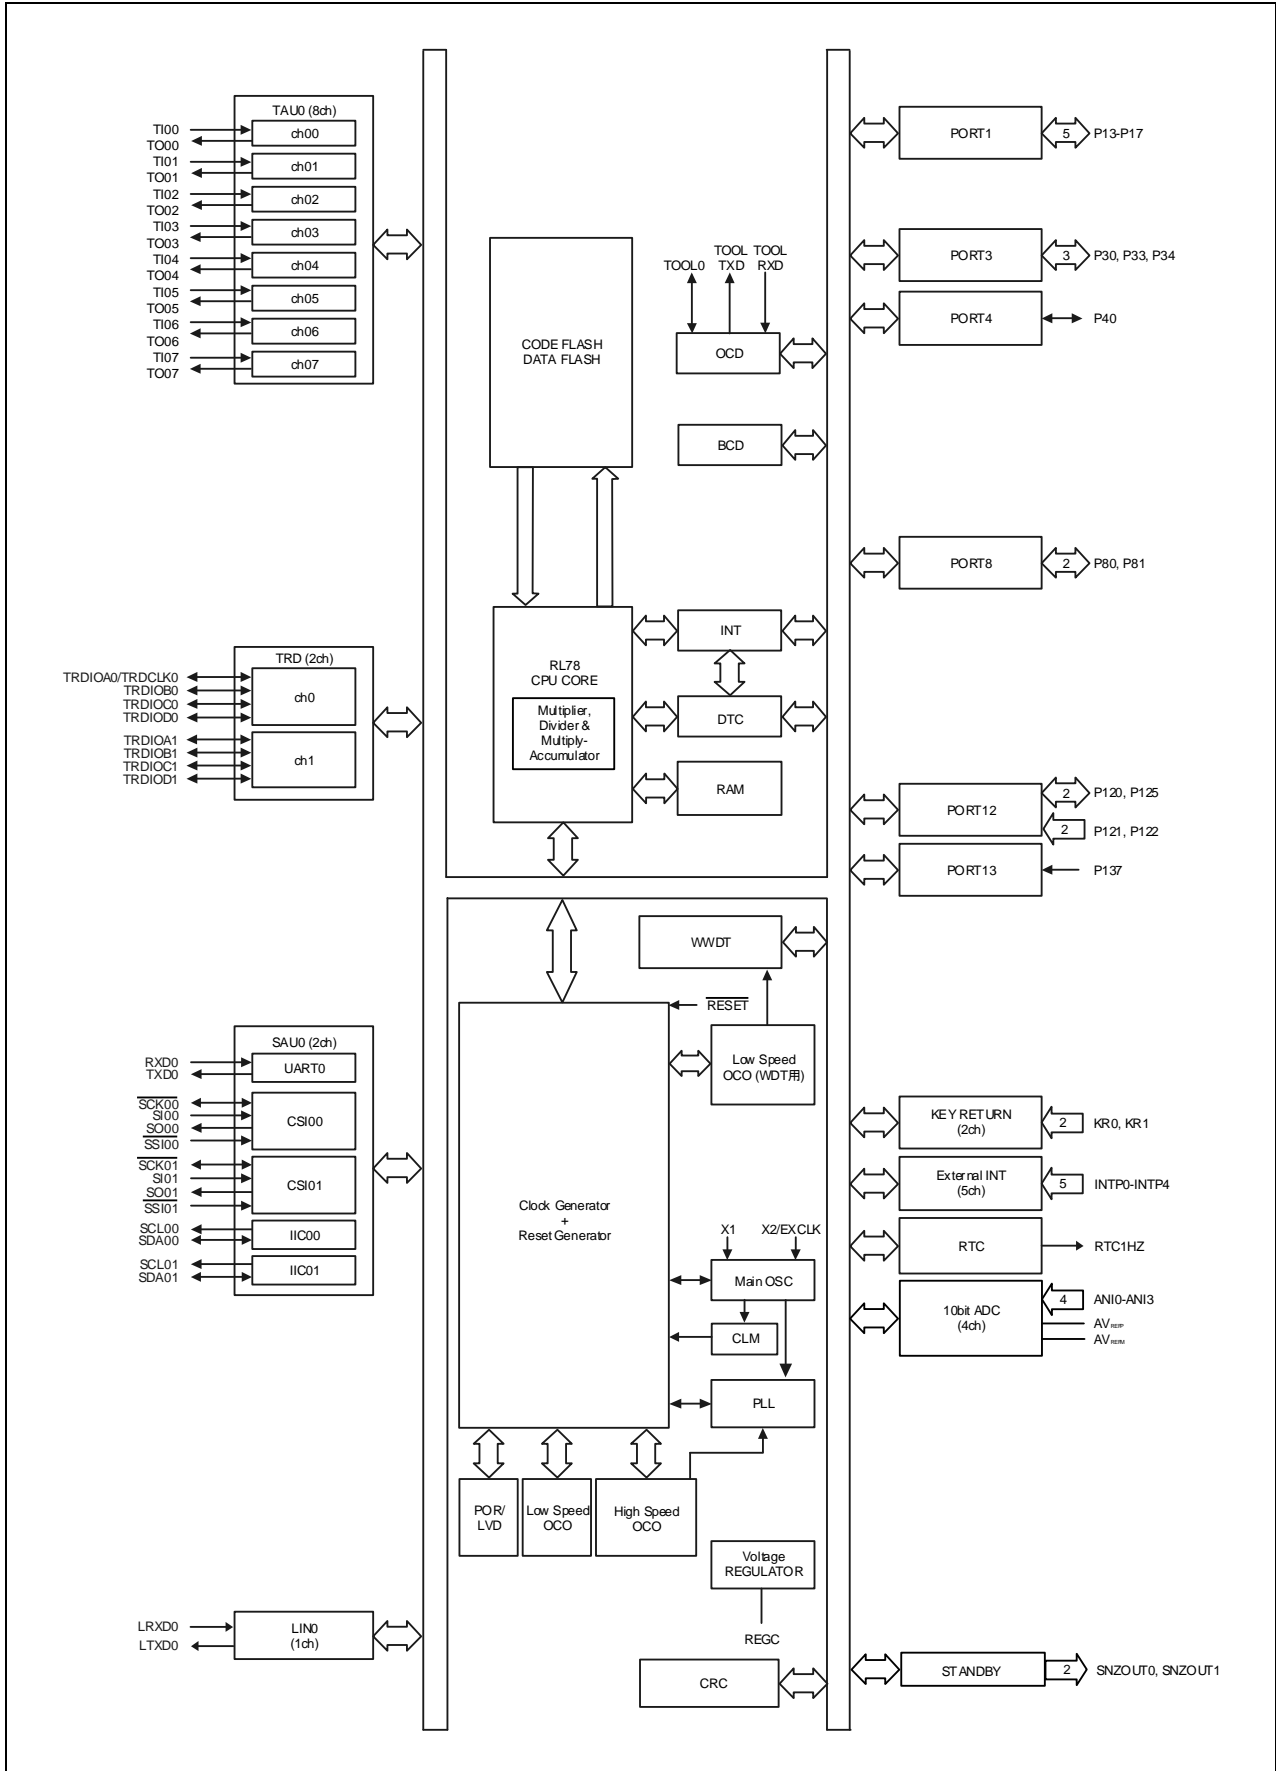 TAU0 (8ch)
TI00
TO00
ch00
TI01
TO01
ch01
TI02
TO02
ch02
TI03
TO03
ch03
TI04
TO04
ch04
TI05
TO05
ch05
TI06
TO06
ch06
TI07
TO07
ch07
TRD (2ch)
TRDIOA0/TRDCLK0
TRDIOB0
TRDIOC0
TRDIOD0
ch0
TRDIOA1
TRDIOB1
TRDIOC1
TRDIOD1
ch1
SAU0 (2ch)
RXD0
TXD0
UART0
SCK00
SI00
SO00
SSI00
CSI00
SCK01
SI01
SO01
SSI01
CSI01
SCL00
SDA00
IIC00
SCL01
SDA01
IIC01
LRXD0
LTXD0
LIN0
(1ch)
CODE FLASH
DATA FLASH
TOOL0
TOOL
TXD
TOOL
RXD
OCD
BCD
RL78
CPU CORE
Multiplier,
Divider &
Multiply-
Accumulator
INT
DTC
RAM
WWDT
RESET
Low Speed
OCO (WDT用)
Clock Generator
+
Reset Generator
X1
X2/EXCLK
Main OSC
CLM
PLL
POR/
LVD
Low Speed
OCO
High Speed
OCO
Voltage
REGULATOR
REGC
CRC
PORT1
5
P13-P17
PORT3
3
P30, P33, P34
PORT4
P40
PORT8
2
P80, P81
PORT12
2
P120, P125
2
P121, P122
PORT13
P137
KEY RETURN
(2ch)
2
KR0, KR1
External INT
(5ch)
5
INTP0-INTP4
RTC
RTC1HZ
10bit ADC
(4ch)
4
ANI0-ANI3
AVREFP
AVREFM
STANDBY
2
SNZOUT0, SNZOUT1